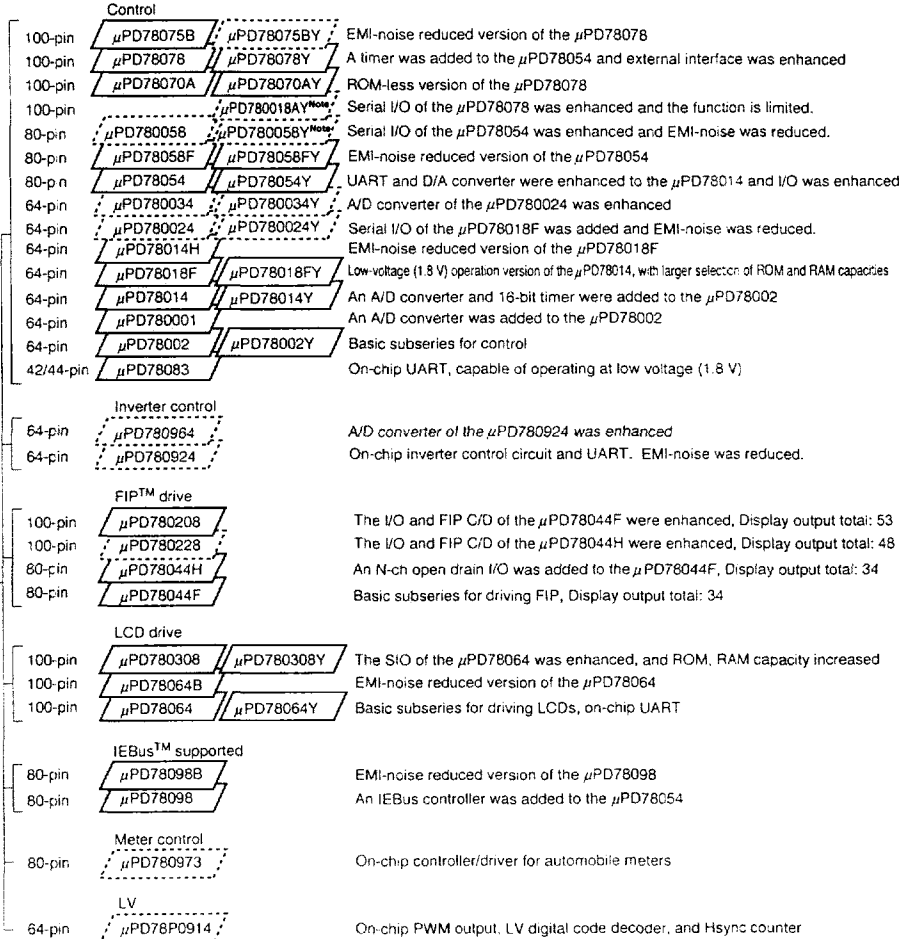 Control
100-pin μPD78075B μPD78075BY EMI-noise reduced version of the μPD78078
100-pin μPD78078 μPD78078Y A timer was added to the μPD78054 and external interface was enhanced
100-pin μPD78070A μPD78070AY ROM-less version of the μPD78078
100-pin μPD780018AY Note Serial I/O of the μPD78078 was enhanced and the function is limited.
80-pin μPD780058 μPD780058Y Note Serial I/O of the μPD78054 was enhanced and EMI-noise was reduced.
80-pin μPD78058F μPD78058FY EMI-noise reduced version of the μPD78054
80-pin μPD78054 μPD78054Y UART and D/A converter were enhanced to the μPD78014 and I/O was enhanced
64-pin μPD780034 μPD780034Y A/D converter of the μPD780024 was enhanced
64-pin μPD780024 μPD780024Y Serial I/O of the μPD78018F was added and EMI-noise was reduced.
64-pin μPD78014H EMI-noise reduced version of the μPD78018F
64-pin μPD78018F μPD78018FY Low-voltage (1.8 V) operation version of the μPD78014, with larger selection of ROM and RAM capacities
64-pin μPD78014 μPD78014Y An A/D converter and 16-bit timer were added to the μPD78002
64-pin μPD780001 An A/D converter was added to the μPD78002
64-pin μPD78002 μPD78002Y Basic subseries for control
42/44-pin μPD78083 On-chip UART, capable of operating at low voltage (1.8 V)
Inverter control
64-pin μPD780964 A/D converter of the μPD780924 was enhanced
64-pin μPD780924 On-chip inverter control circuit and UART. EMI-noise was reduced.
FIP™ drive
100-pin μPD780208 The I/O and FIP C/D of the μPD78044F were enhanced, Display output total: 53
100-pin μPD780228 The I/O and FIP C/D of the μPD78044H were enhanced, Display output total: 48
80-pin μPD78044H An N-ch open drain I/O was added to the μPD78044F, Display output total: 34
80-pin μPD78044F Basic subseries for driving FIP, Display output total: 34
LCD drive
100-pin μPD780308 μPD780308Y The SIO of the μPD78064 was enhanced, and ROM, RAM capacity increased
100-pin μPD78064B EMI-noise reduced version of the μPD78064
100-pin μPD78064 μPD78064Y Basic subseries for driving LCDs, on-chip UART
IEBus™ supported
80-pin μPD78098B EMI-noise reduced version of the μPD78098
80-pin μPD78098 An IEBus controller was added to the μPD78054
Meter control
80-pin μPD780973 On-chip controller/driver for automobile meters
LV
64-pin μPD78P0914 On-chip PWM output, LV digital code decoder, and Hsync counter